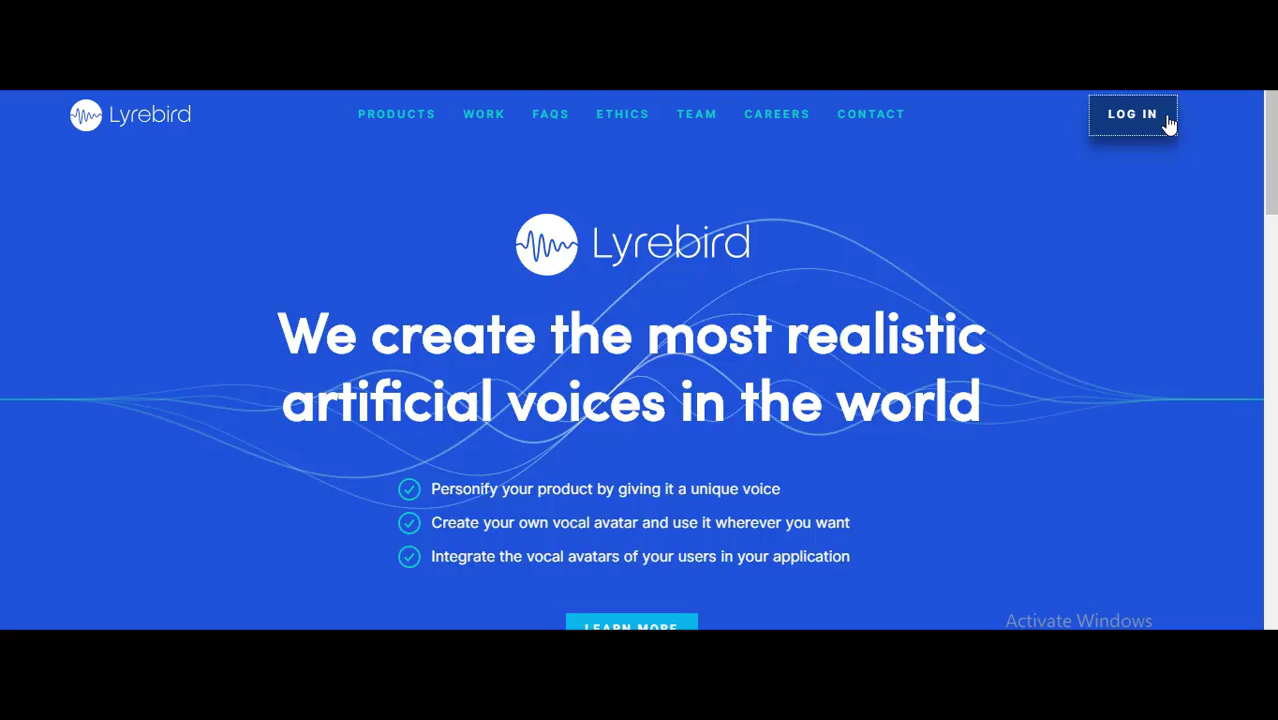 Lyrebird
PRODUCTS WORK FAQS ETHICS TEAM CAREERS CONTACT
LOG IN
Lyrebird
We create the most realistic
artificial voices in the world
Personify your product by giving it a unique voice
Create your own vocal avatar and use it wherever you want
Integrate the vocal avatars of your users in your application
LEARN MORE
Activate Windows